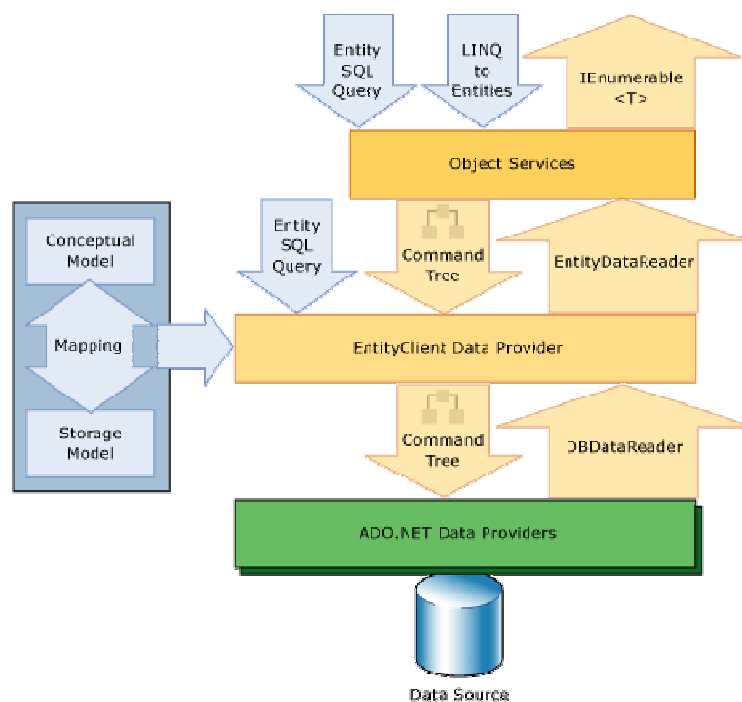 Entity
SQL
Query
LINQ
to
Entities
IEnumerable
<T>
Object Services
Conceptual
Model
Mapping
Storage
Model
Entity
SQL
Query
Command
Tree
EntityDataReader
EntityClient Data Provider
Command
Tree
DBDataReader
ADO.NET Data Providers
Data Source